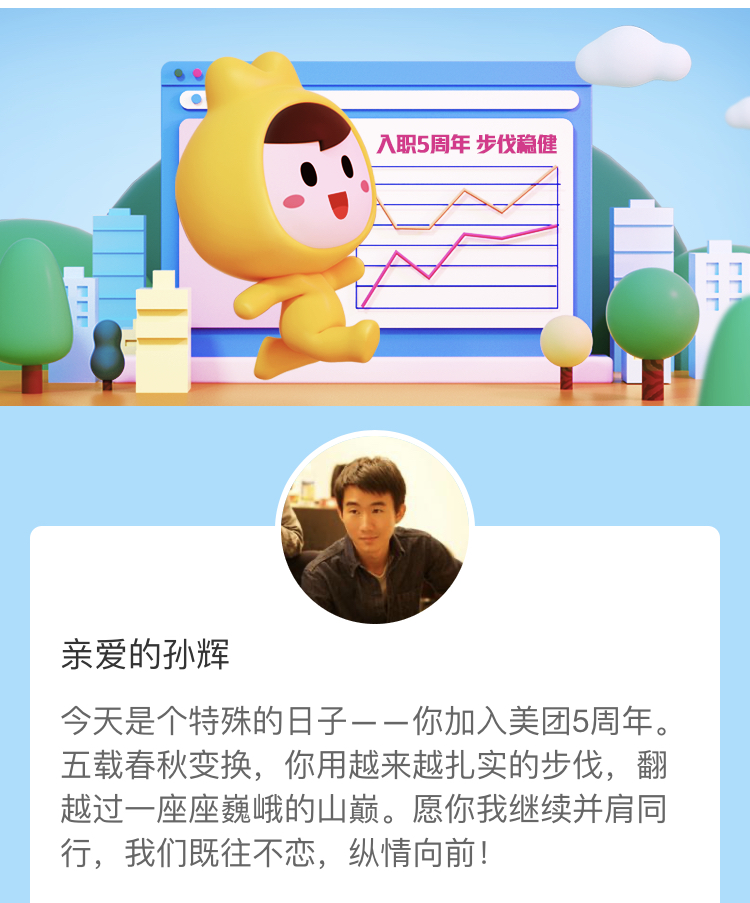 入职5周年 步伐稳健
亲爱的孙辉
今天是个特殊的日子——你加入美团5周年。
五载春秋变换，你用越来越扎实的步伐，翻
越过一座座巍峨的山巅。愿你我继续并肩同
行，我们既往不恋，纵情向前！